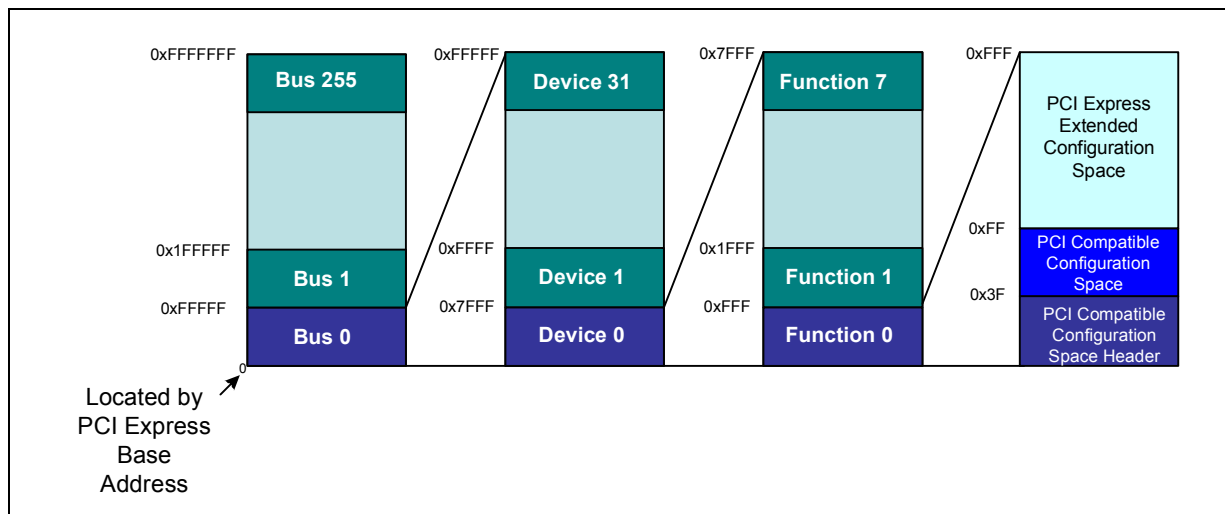 0xFFFFFFF
Bus 255
0x1FFFFF
Bus 1
0xFFFFF
Bus 0
0
Located by
PCI Express
Base
Address
0xFFFFF
Device 31
0xFFFF
Device 1
0x7FFF
Device 0
0x7FFF
Function 7
0x1FFF
Function 1
0xFFF
Function 0
0xFFF
PCI Express
Extended
Configuration
Space
0xFF
PCI Compatible
Configuration
Space
0x3F
PCI Compatible
Configuration
Space Header